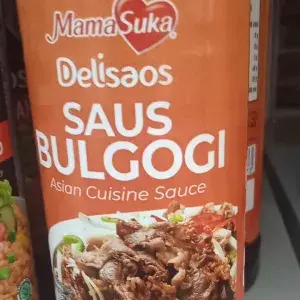 MamaSuka
Delisaos
SAUS
BULGOGI
Asian Cuisine Sauce